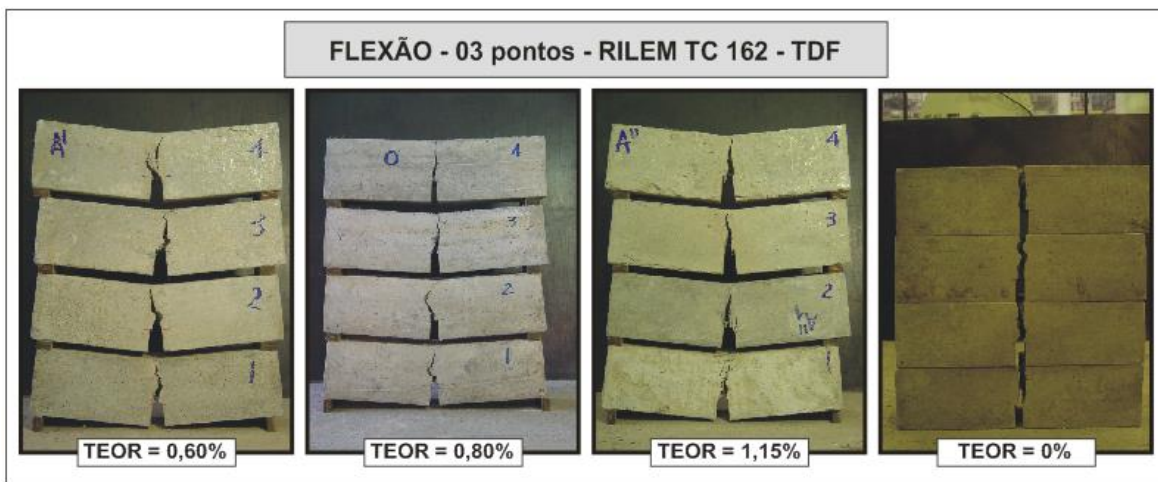 FLEXÃO - 03 pontos - RILEM TC 162 - TDF
4
3
2
1
TEOR = 0,60%
O 4
3
2
1
TEOR = 0,80%
A" 4
3
2
1
TEOR = 1,15%
TEOR = 0%